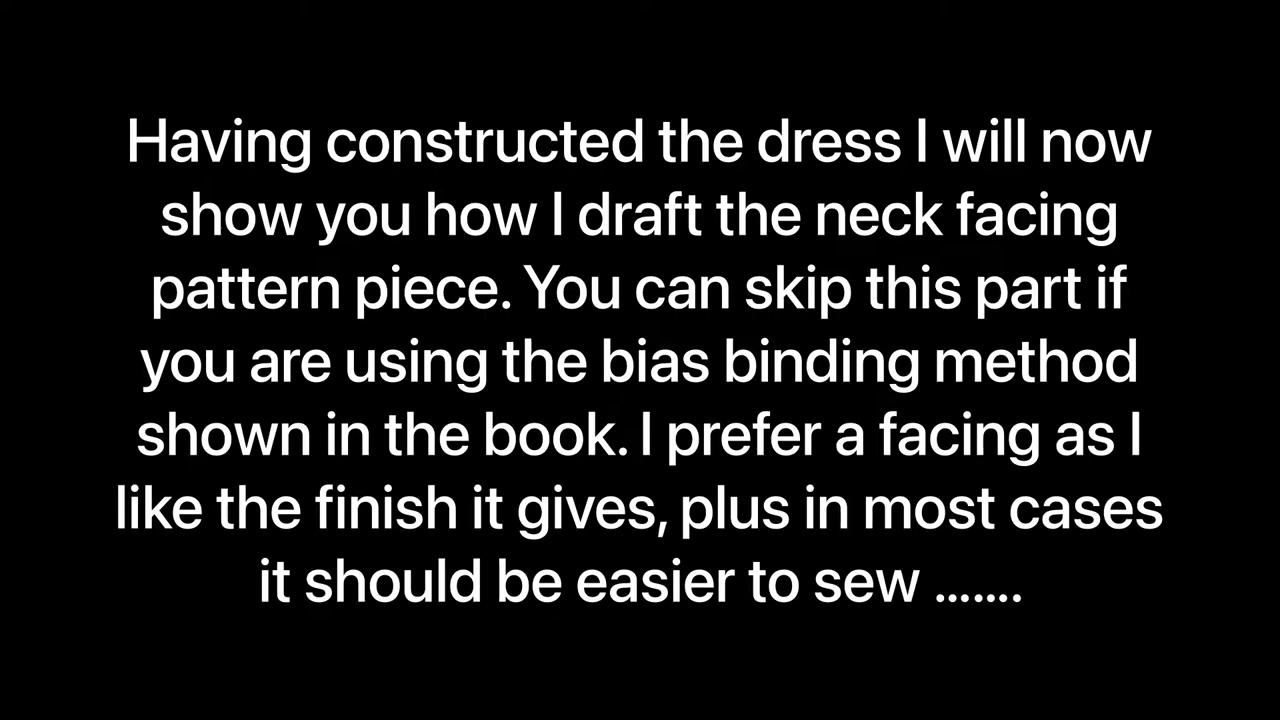 Having constructed the dress I will now
show you how I draft the neck facing
pattern piece. You can skip this part if
you are using the bias binding method
shown in the book. I prefer a facing as I
like the finish it gives, plus in most cases
it should be easier to sew .......